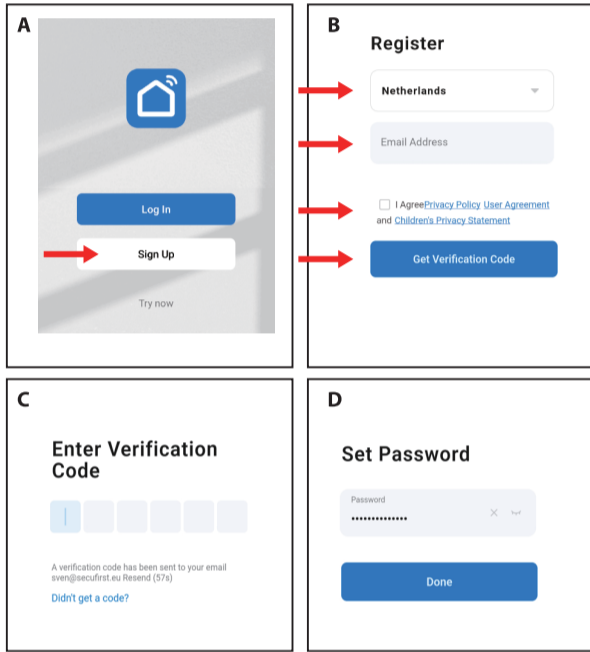 A
Log In
Sign Up
Try now
B
Register
Netherlands
Email Address
I AgreePrivacy Policy User Agreement
and Children's Privacy Statement
Get Verification Code
C
Enter Verification
Code
A verification code has been sent to your email
sven@secufirst.eu Resend (57s)
Didn't get a code?
D
Set Password
Password
••••••••••••••
Done